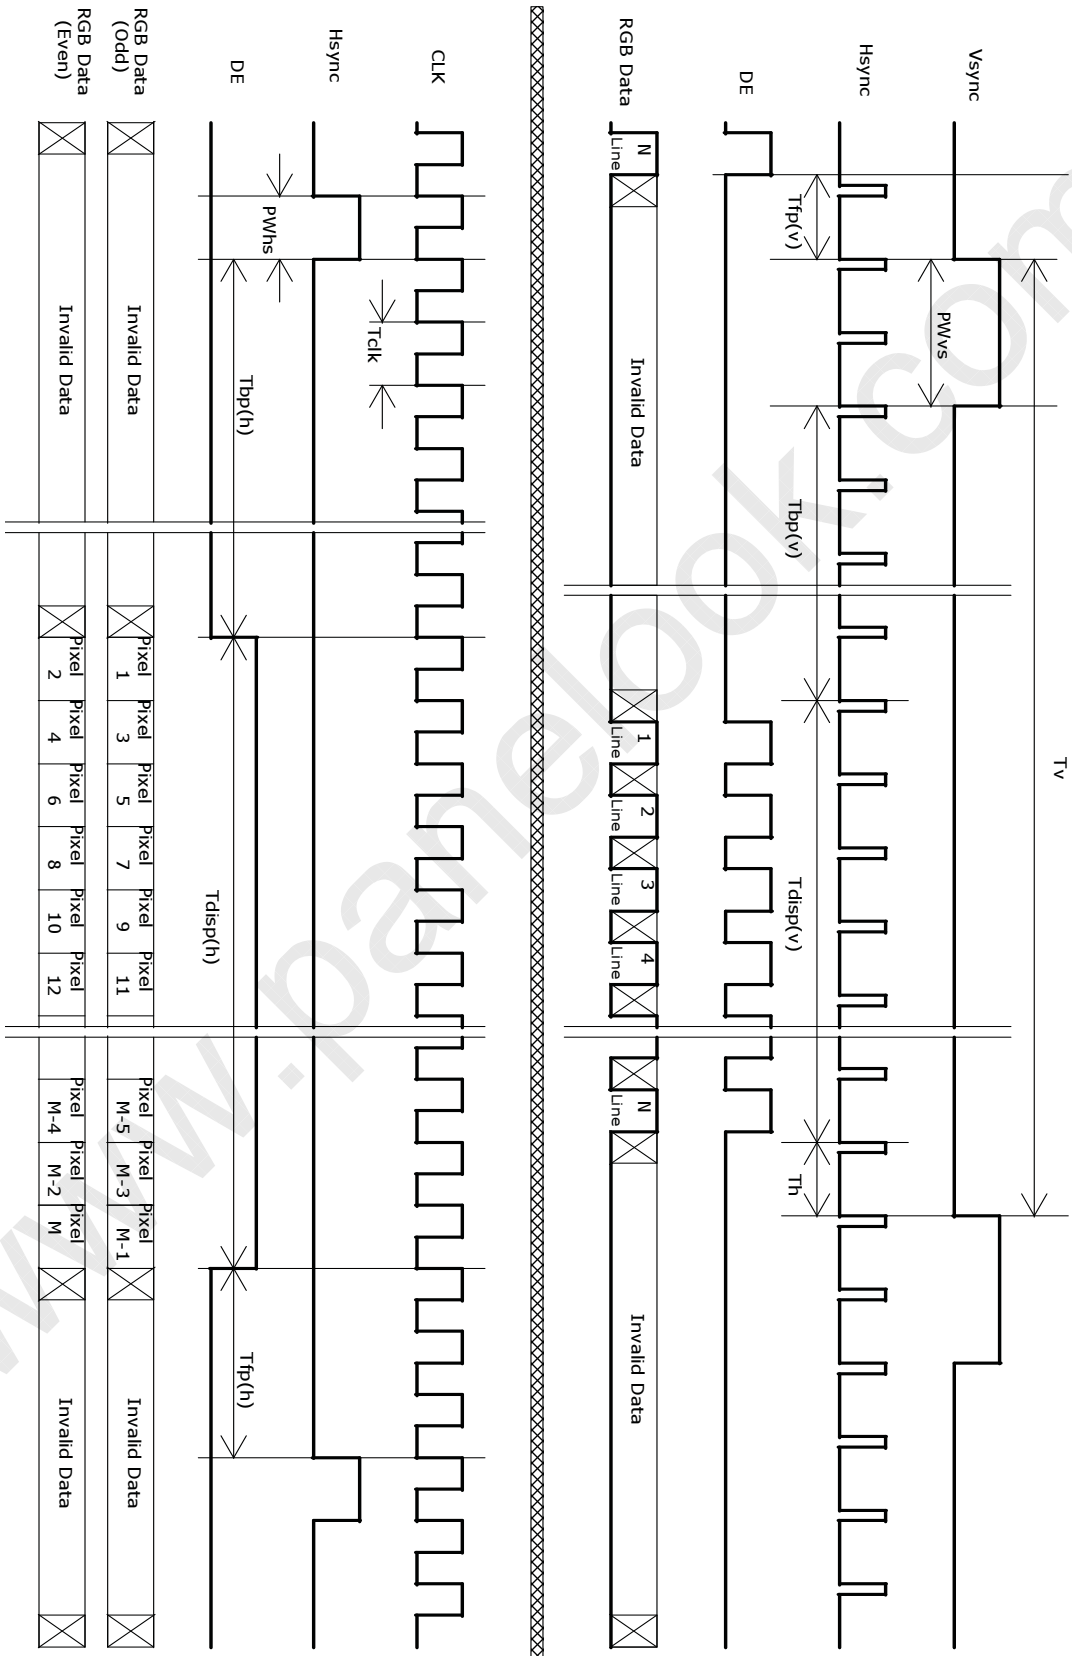 Tv
Vsync
PWvs
Hsync
Tfp(v)
Tbp(v)
Tdisp(v)
Th
DE
RGB Data
N
Line
Invalid Data
1
Line
2
Line
3
Line
4
Line
N
Line
Invalid Data
CLK
Tclk
Hsync
PWhs
Tbp(h)
Tdisp(h)
Tfp(h)
DE
RGB Data
(Odd)
Invalid Data
Pixel
1
Pixel
3
Pixel
5
Pixel
7
Pixel
9
Pixel
11
Pixel
M-5
Pixel
M-3
Pixel
M-1
Invalid Data
RGB Data
(Even)
Invalid Data
Pixel
2
Pixel
4
Pixel
6
Pixel
8
Pixel
10
Pixel
12
Pixel
M-4
Pixel
M-2
Pixel
M
Invalid Data
www.panelook.com